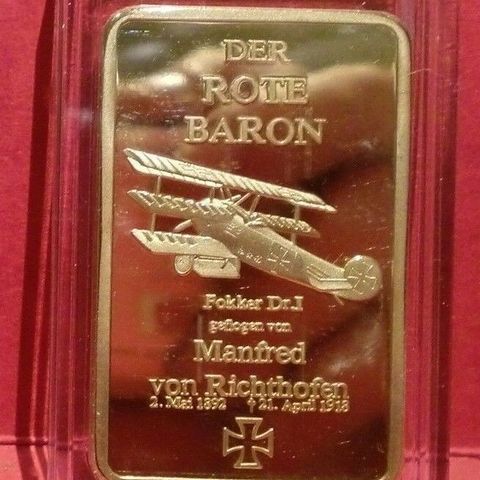 DER
ROTE
BARON
Fokker Dr.I
geflogen von
Manfred
von Richthofen
2. Mai 1892 †21. April 1918